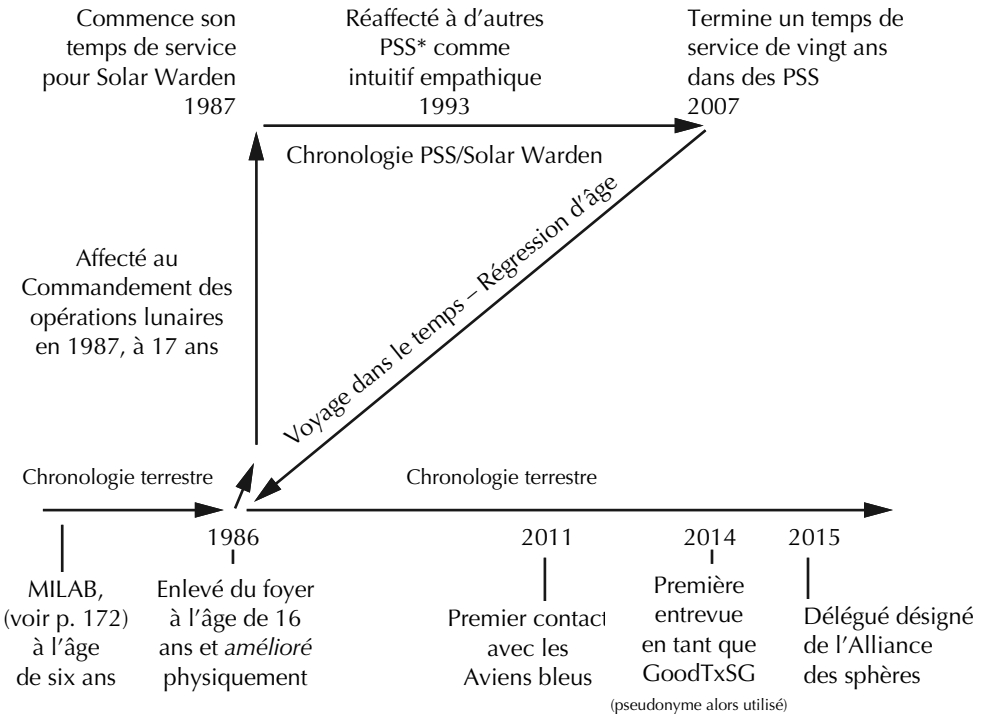 Commence son
temps de service
pour Solar Warden
1987
Réaffecté à d’autres
PSS* comme
intuitif empathique
1993
Termine un temps de
service de vingt ans
dans des PSS
2007
Chronologie PSS/Solar Warden
Voyage dans le temps – Régression d’âge
Affecté au
Commandement des
opérations lunaires
en 1987, à 17 ans
Chronologie terrestre
Chronologie terrestre
1986
2011
2014
2015
MILAB,
(voir p. 172)
à l’âge
de six ans
Enlevé du foyer
à l’âge de 16
ans et amélioré
physiquement
Premier contact
avec les
Aviens bleus
Première
entrevue
en tant que
GoodTxSG
(pseudonyme alors utilisé)
Délégué désigné
de l’Alliance
des sphères